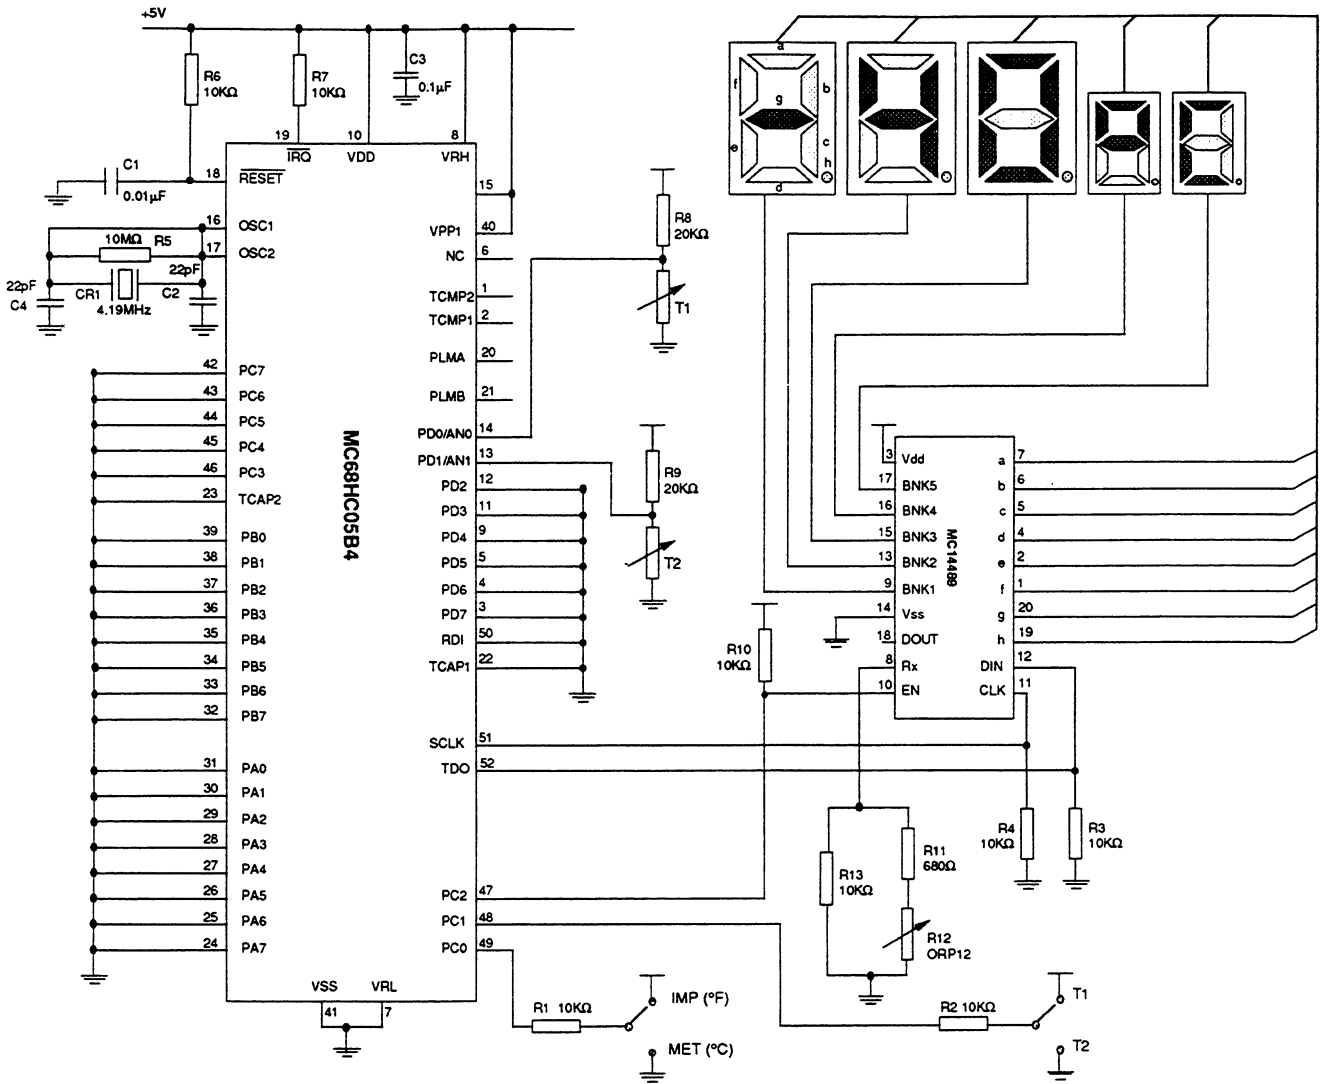 +5V
R6
10KΩ
R7
10KΩ
C3
0.1µF
19
10
8
IRQ
VDD
VRH
C1
0.01µF
18
RESET
16
OSC1
10MΩ
R5
17
OSC2
22pF
C4
CR1
4.19MHz
22pF
C2
42 PC7
43 PC6
44 PC5
45 PC4
46 PC3
23 TCAP2
39 PB0
38 PB1
37 PB2
36 PB3
35 PB4
34 PB5
33 PB6
32 PB7
31 PA0
30 PA1
29 PA2
28 PA3
27 PA4
26 PA5
25 PA6
24 PA7
MC68HC05B4
15
VPP1 40
NC 6
TCMP2 1
TCMP1 2
PLMA 20
PLMB 21
PD0/AN0 14
PD1/AN1 13
PD2 12
PD3 11
PD4 9
PD5 5
PD6 4
PD7 3
RDI 50
TCAP1 22
SCLK 51
TDO 52
PC2 47
PC1 48
PC0 49
VSS
VRL
41
7
R8
20KΩ
T1
R9
20KΩ
T2
a
f
b
g
e
c
h
d
MC14489
3 Vdd
17 BNK5
16 BNK4
15 BNK3
13 BNK2
9 BNK1
14 Vss
18 DOUT
8 Rx
10 EN
a 7
b 6
c 5
d 4
e 2
f 1
g 20
h 19
DIN 12
CLK 11
R10
10KΩ
R4
10KΩ
R3
10KΩ
R13
10KΩ
R11
680Ω
R12
ORP12
R1 10KΩ
IMP (ºF)
MET (ºC)
R2 10KΩ
T1
T2